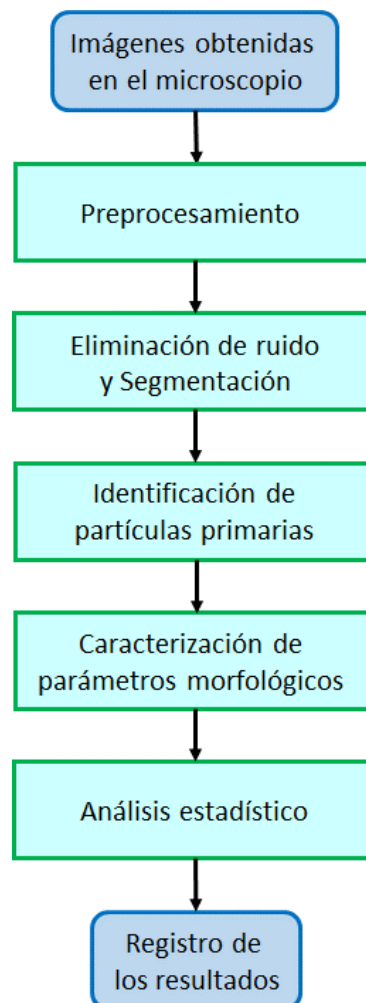 Imágenes obtenidas
en el microscopio
Preprocesamiento
Eliminación de ruido
y Segmentación
Identificación de
partículas primarias
Caracterización de
parámetros morfológicos
Análisis estadístico
Registro de
los resultados